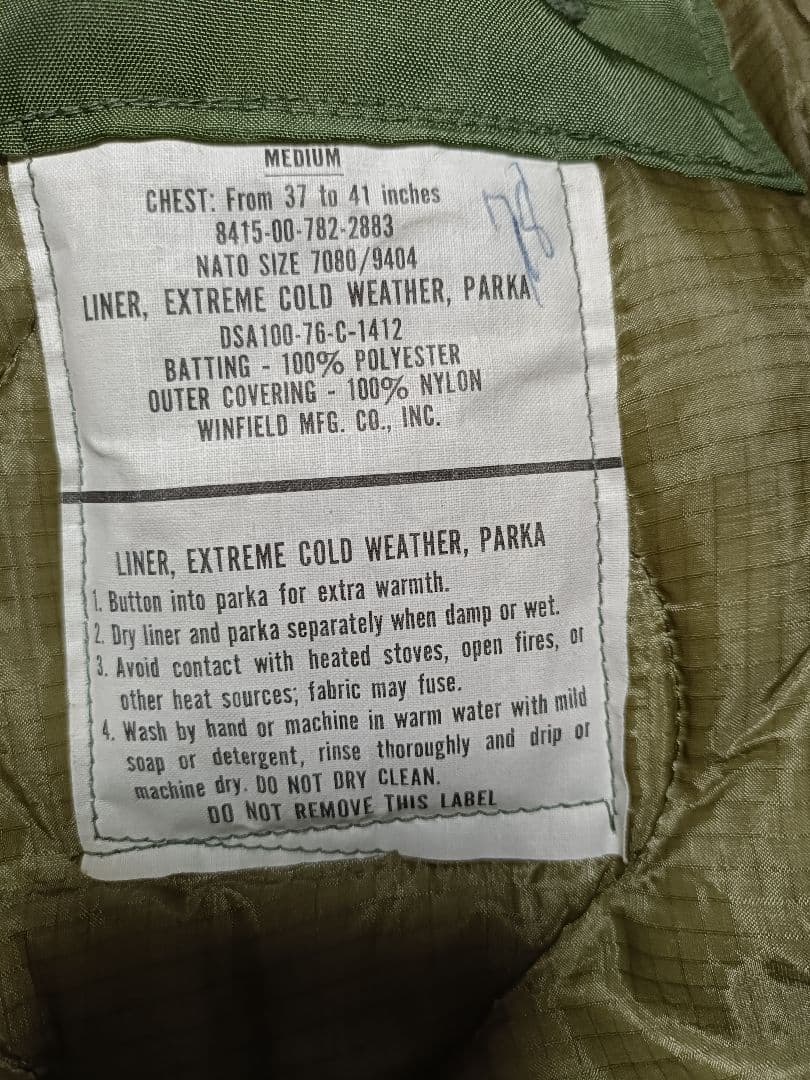 MEDIUM
CHEST: From 37 to 41 inches
8415-00-782-2883
NATO SIZE 7080/9404
LINER, EXTREME COLD WEATHER, PARKA
DSA100-76-C-1412
BATTING - 100% POLYESTER
OUTER COVERING - 100% NYLON
WINFIELD MFG. CO., INC.
LINER, EXTREME COLD WEATHER, PARKA
1. Button into parka for extra warmth.
2. Dry liner and parka separately when damp or wet.
3. Avoid contact with heated stoves, open fires, or
other heat sources; fabric may fuse.
4. Wash by hand or machine in warm water with mild
soap or detergent, rinse thoroughly and drip or
machine dry. DO NOT DRY CLEAN.
DO NOT REMOVE THIS LABEL